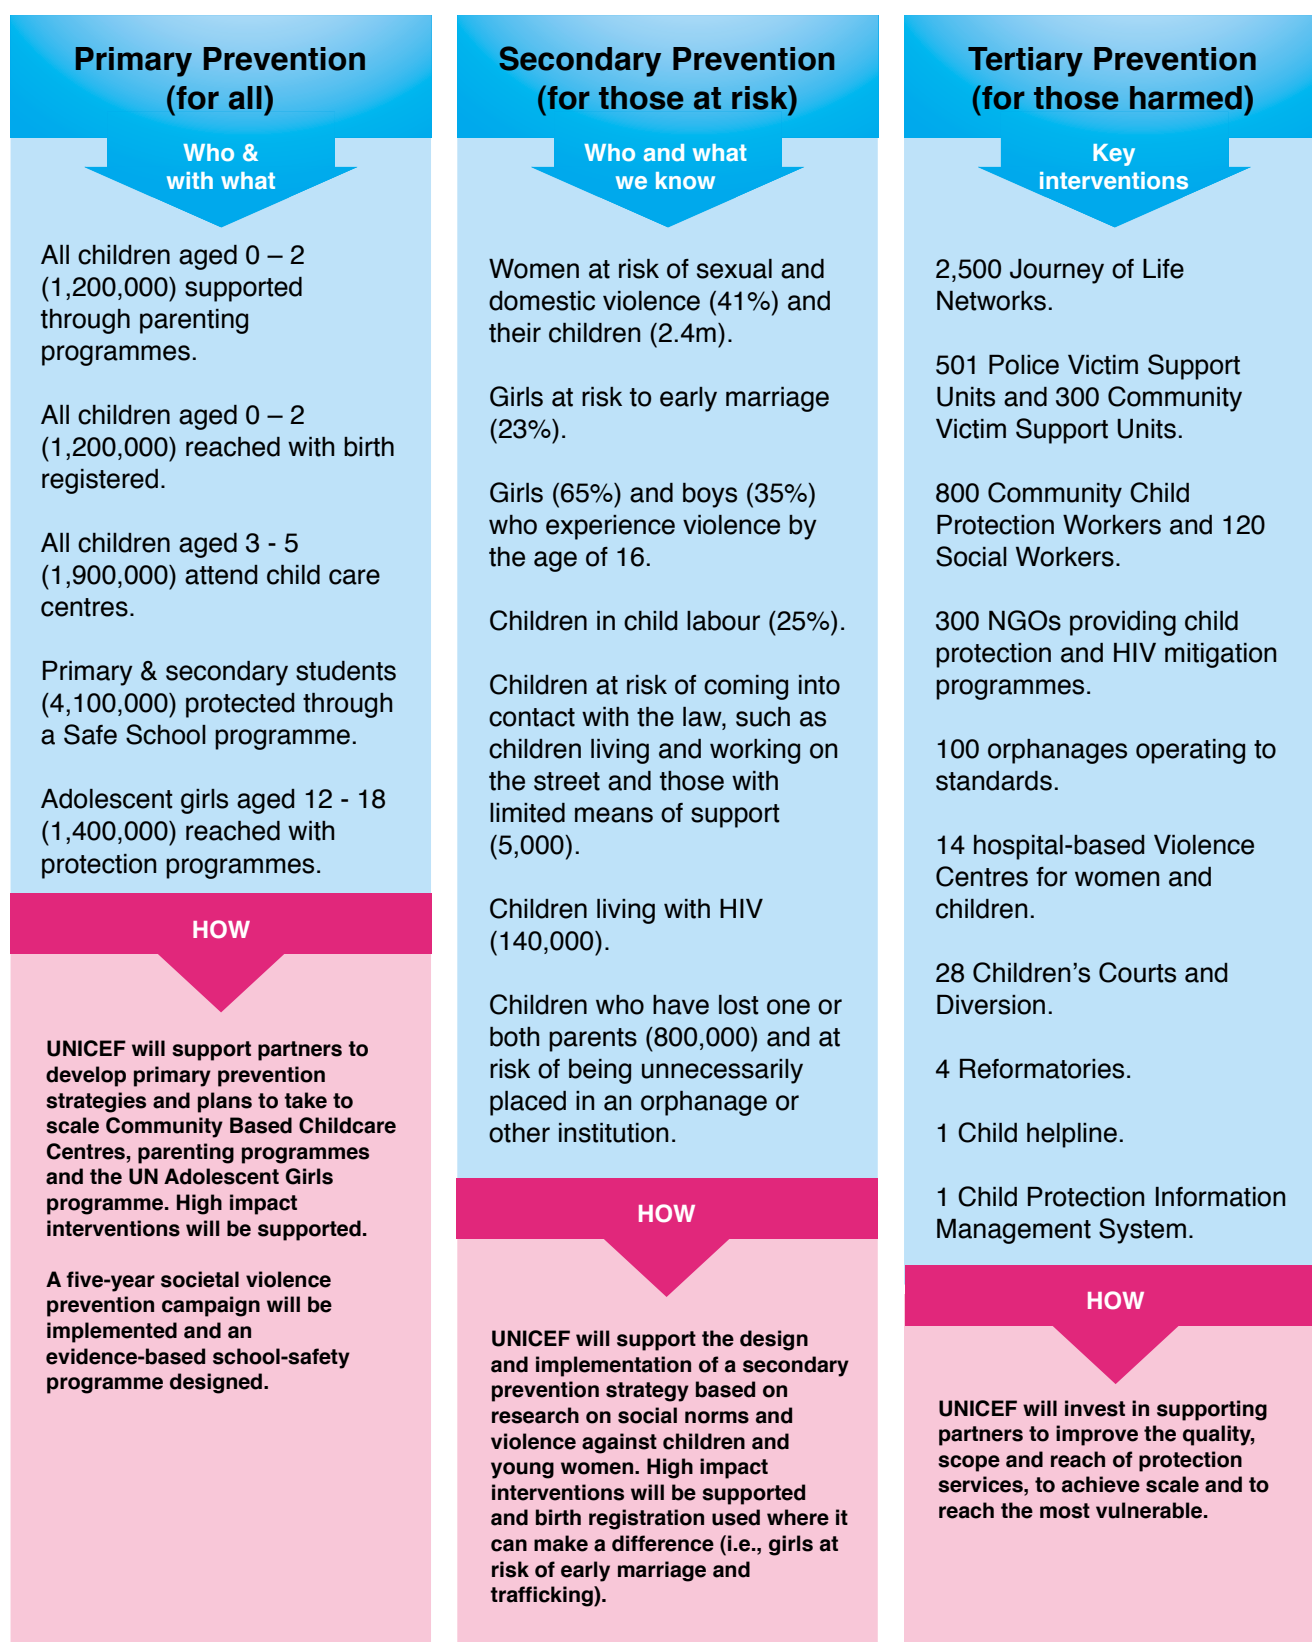 Primary Prevention
(for all)
Who &
with what
All children aged 0 – 2
(1,200,000) supported
through parenting
programmes.
All children aged 0 – 2
(1,200,000) reached with birth
registered.
All children aged 3 - 5
(1,900,000) attend child care
centres.
Primary & secondary students
(4,100,000) protected through
a Safe School programme.
Adolescent girls aged 12 - 18
(1,400,000) reached with
protection programmes.
HOW
UNICEF will support partners to
develop primary prevention
strategies and plans to take to
scale Community Based Childcare
Centres, parenting programmes
and the UN Adolescent Girls
programme. High impact
interventions will be supported.
A five-year societal violence
prevention campaign will be
implemented and an
evidence-based school-safety
programme designed.
Secondary Prevention
(for those at risk)
Who and what
we know
Women at risk of sexual and
domestic violence (41%) and
their children (2.4m).
Girls at risk to early marriage
(23%).
Girls (65%) and boys (35%)
who experience violence by
the age of 16.
Children in child labour (25%).
Children at risk of coming into
contact with the law, such as
children living and working on
the street and those with
limited means of support
(5,000).
Children living with HIV
(140,000).
Children who have lost one or
both parents (800,000) and at
risk of being unnecessarily
placed in an orphanage or
other institution.
HOW
UNICEF will support the design
and implementation of a secondary
prevention strategy based on
research on social norms and
violence against children and
young women. High impact
interventions will be supported
and birth registration used where it
can make a difference (i.e., girls at
risk of early marriage and
trafficking).
Tertiary Prevention
(for those harmed)
Key
interventions
2,500 Journey of Life
Networks.
501 Police Victim Support
Units and 300 Community
Victim Support Units.
800 Community Child
Protection Workers and 120
Social Workers.
300 NGOs providing child
protection and HIV mitigation
programmes.
100 orphanages operating to
standards.
14 hospital-based Violence
Centres for women and
children.
28 Children’s Courts and
Diversion.
4 Reformatories.
1 Child helpline.
1 Child Protection Information
Management System.
HOW
UNICEF will invest in supporting
partners to improve the quality,
scope and reach of protection
services, to achieve scale and to
reach the most vulnerable.